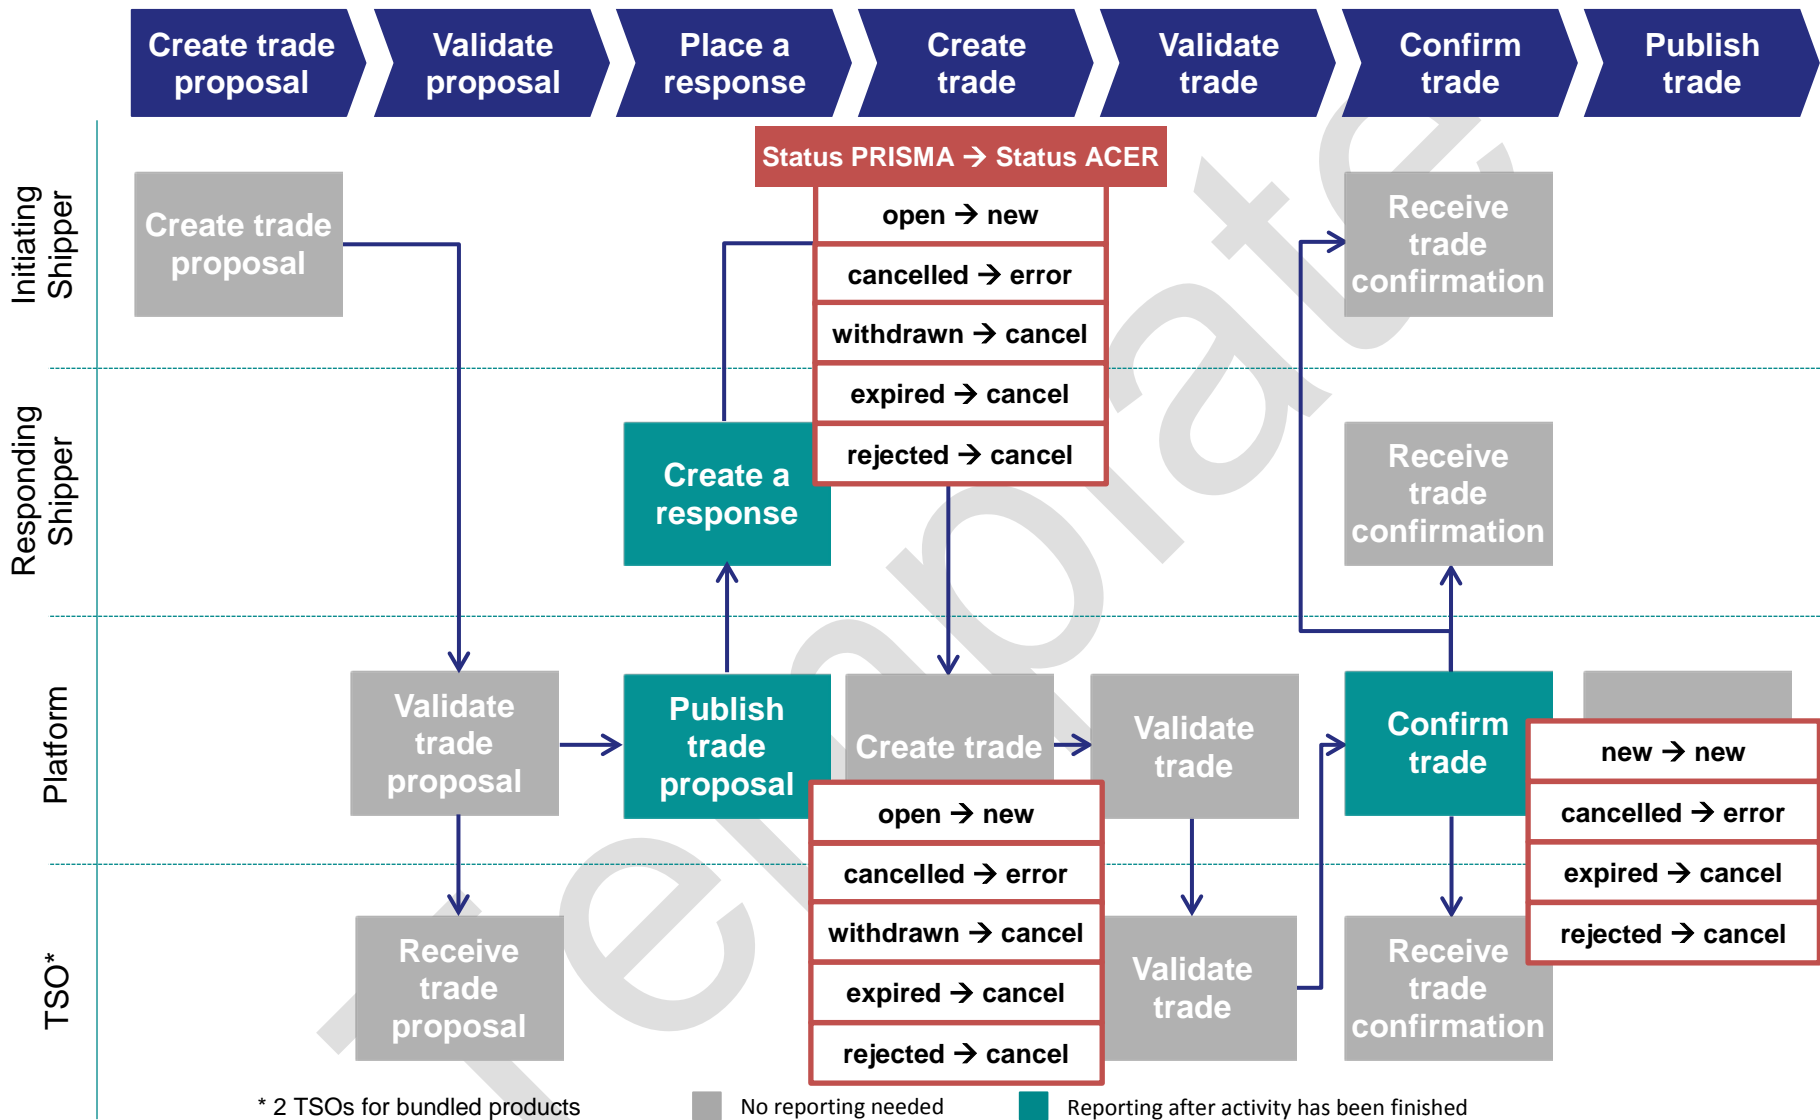 Create trade
proposal
Validate
proposal
Place a
response
Create
trade
Validate
trade
Confirm
trade
Publish
trade
Initiating
Shipper
Create trade
proposal
Status PRISMA → Status ACER
open → new
cancelled → error
withdrawn → cancel
expired → cancel
rejected → cancel
Receive
trade
confirmation
Responding
Shipper
Create a
response
Receive
trade
confirmation
Platform
Validate
trade
proposal
Publish
trade
proposal
Create trade
Validate
trade
Confirm
trade
open → new
cancelled → error
withdrawn → cancel
expired → cancel
rejected → cancel
new → new
cancelled → error
expired → cancel
rejected → cancel
TSO*
Receive
trade
proposal
Validate
trade
Receive
trade
confirmation
* 2 TSOs for bundled products
No reporting needed
Reporting after activity has been finished
Template